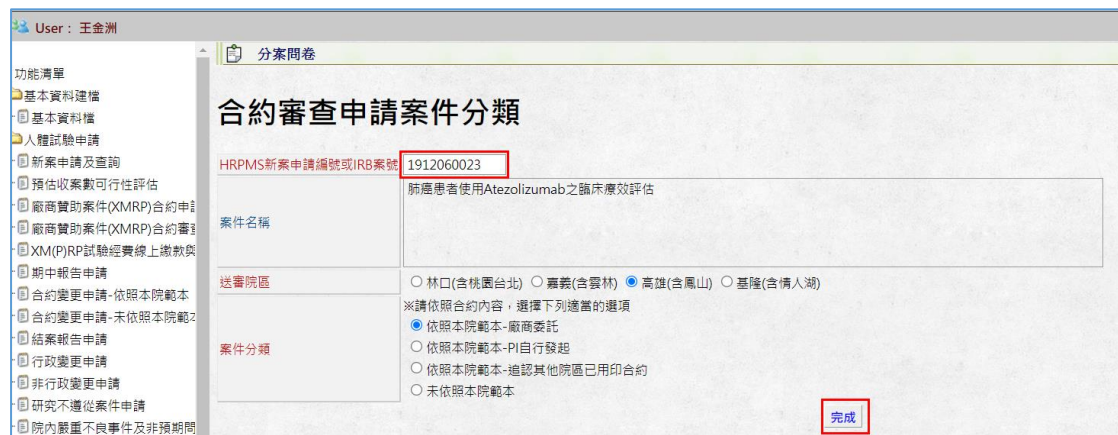 User： 王金洲
功能清單
基本資料建檔
基本資料檔
人體試驗申請
新案申請及查詢
預估收案數可行性評估
廠商贊助案件(XMRP)合約申
廠商贊助案件(XMRP)合約審
XM(P)RP試驗經費線上繳款與
期中報告申請
合約變更申請-依照本院範本
合約變更申請-未依照本院範
結案報告申請
行政變更申請
非行政變更申請
研究不遵從案件申請
院內嚴重不良事件及非預期問
分案問卷
合約審查申請案件分類
HRPMS新案申請編號或IRB案號 1912060023
案件名稱 肺癌患者使用Atezolizumab之臨床療效評估
送審院區 林口(含桃園台北) 嘉義(含雲林) 高雄(含鳳山) 基隆(含情人湖)
案件分類 ※請依照合約內容，選擇下列適當的選項
依照本院範本-廠商委託
依照本院範本-PI自行發起
依照本院範本-追認其他院區已用印合約
未依照本院範本
完成